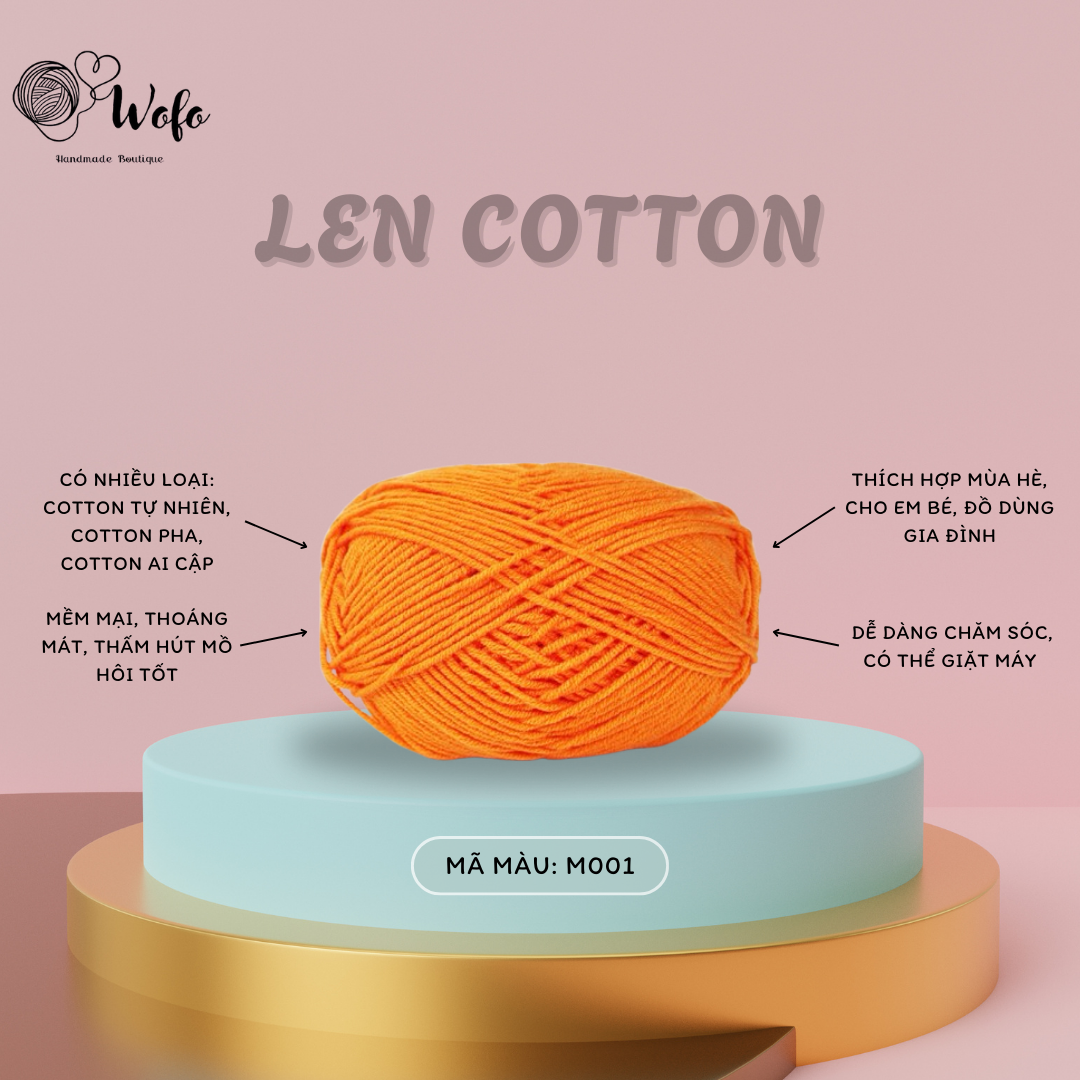 Wofo
Handmade Boutique
LEN COTTON
CÓ NHIỀU LOẠI:
COTTON TỰ NHIÊN,
COTTON PHA,
COTTON AI CẬP
MỀM MẠI, THOÁNG
MÁT, THẤM HÚT MỒ
HÔI TỐT
THÍCH HỢP MÙA HÈ,
CHO EM BÉ, ĐỒ DÙNG
GIA ĐÌNH
DỄ DÀNG CHĂM SÓC,
CÓ THỂ GIẶT MÁY
MÃ MÀU: M001